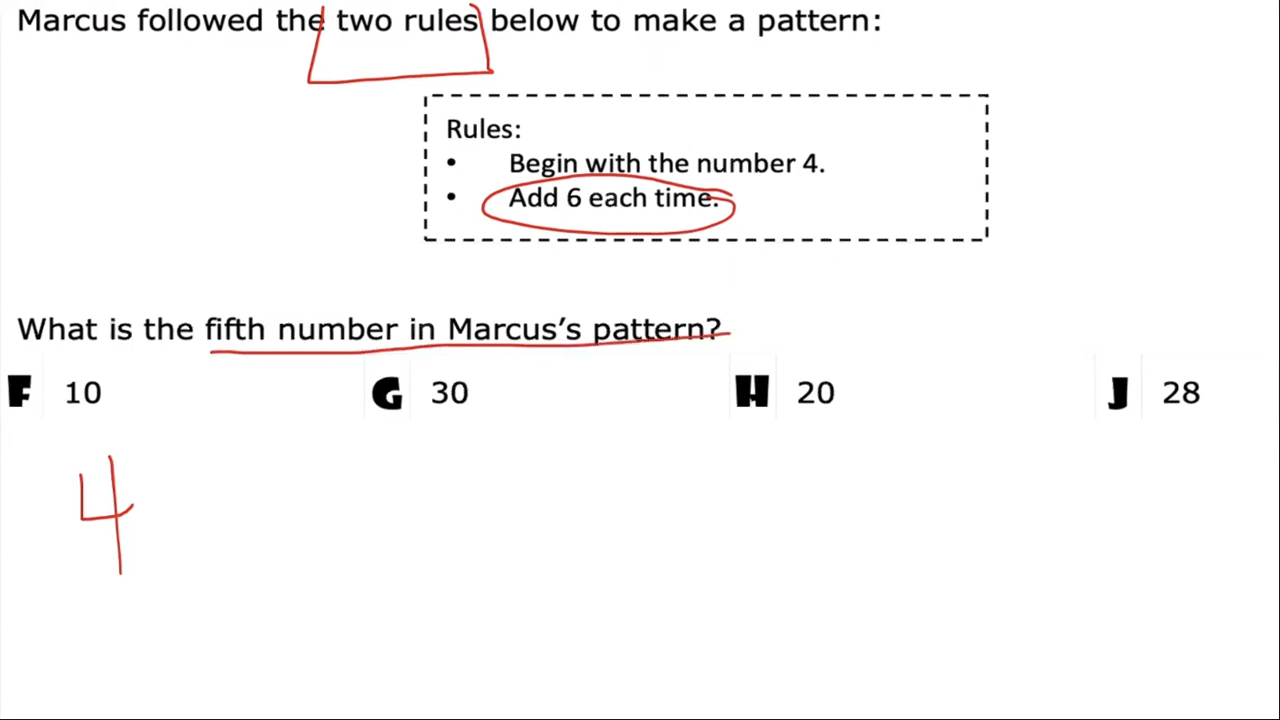 Marcus followed the two rules below to make a pattern:
Rules:
• Begin with the number 4.
• Add 6 each time.
What is the fifth number in Marcus's pattern?
F 10 G 30 H 20 J 28
4